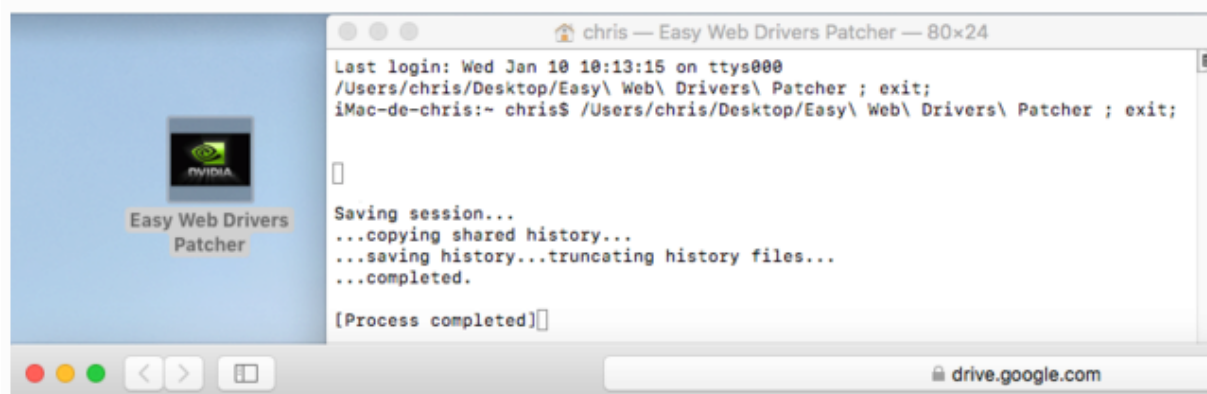 chris — Easy Web Drivers Patcher — 80×24
Last login: Wed Jan 10 10:13:15 on ttys000
/Users/chris/Desktop/Easy\ Web\ Drivers\ Patcher ; exit;
iMac-de-chris:~ chris$ /Users/chris/Desktop/Easy\ Web\ Drivers\ Patcher ; exit;
NVIDIA
Easy Web Drivers
Patcher
Saving session...
...copying shared history...
...saving history...truncating history files...
...completed.
[Process completed]
drive.google.com